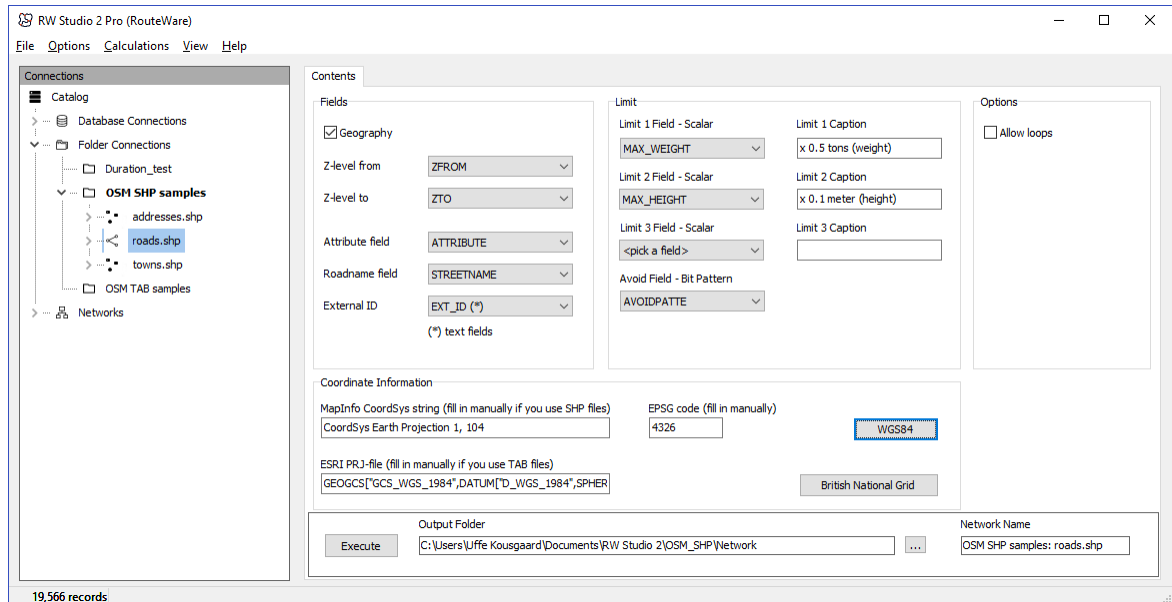 RW Studio 2 Pro (RouteWare)
File Options Calculations View Help
Connections
Catalog
Database Connections
Folder Connections
Duration_test
OSM SHP samples
addresses.shp
roads.shp
towns.shp
OSM TAB samples
Networks
Contents
Fields
Geography
Z-level from ZFROM
Z-level to ZTO
Attribute field ATTRIBUTE
Roadname field STREETNAME
External ID EXT_ID (*)
(*) text fields
Limit
Limit 1 Field - Scalar Limit 1 Caption
MAX_WEIGHT x 0.5 tons (weight)
Limit 2 Field - Scalar Limit 2 Caption
MAX_HEIGHT x 0.1 meter (height)
Limit 3 Field - Scalar Limit 3 Caption
<pick a field>
Avoid Field - Bit Pattern
AVOIDPATTE
Options
Allow loops
Coordinate Information
MapInfo CoordSys string (fill in manually if you use SHP files) EPSG code (fill in manually)
CoordSys Earth Projection 1, 104 4326 WGS84
ESRI PRJ-file (fill in manually if you use TAB files)
GEOGCS["GCS_WGS_1984",DATUM["D_WGS_1984",SPHER British National Grid
Output Folder Network Name
Execute C:\Users\Uffe Kousgaard\Documents\RW Studio 2\OSM_SHP\Network ... OSM SHP samples: roads.shp
19,566 records